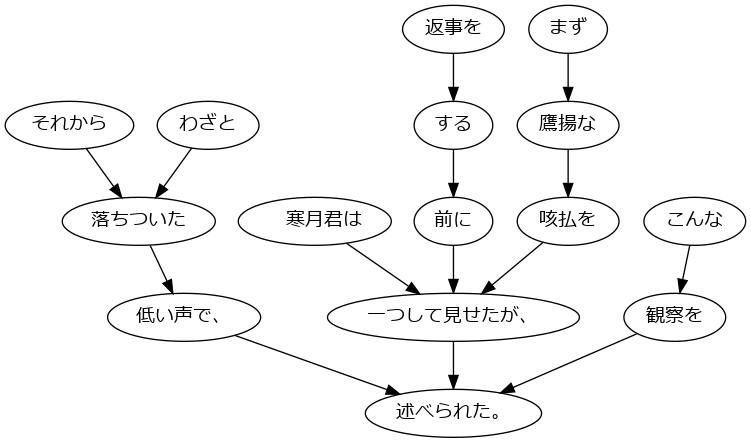 返事を
まず
それから
わざと
する
鷹揚な
落ちついた
寒月君は
前に
咳払を
こんな
低い声で、
一つして見せたが、
観察を
述べられた。